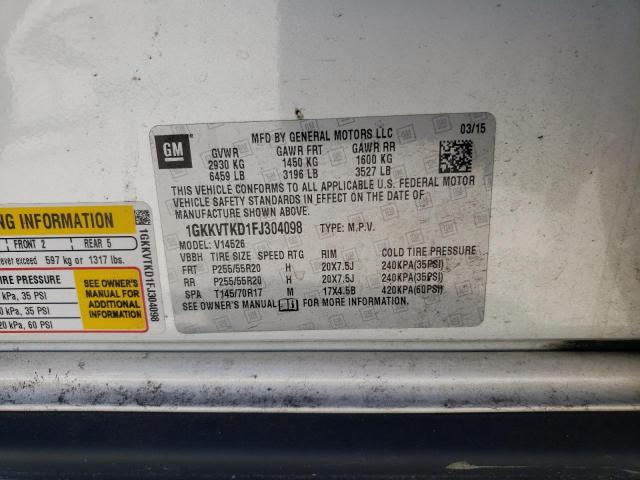 GM
MFD BY GENERAL MOTORS LLC 03/15
GVWR GAWR FRT GAWR RR
2930 KG 1450 KG 1600 KG
6459 LB 3196 LB 3527 LB
THIS VEHICLE CONFORMS TO ALL APPLICABLE U.S. FEDERAL MOTOR
VEHICLE SAFETY STANDARDS IN EFFECT ON THE DATE OF
MANUFACTURE SHOWN ABOVE.
1GKKVTKD1FJ304098 TYPE: M.P.V.
MODEL: V14526
VBBH TIRE SIZE SPEED RTG RIM COLD TIRE PRESSURE
FRT P255/55R20 H 20X7.5J 240KPA(35PSI)
RR P255/55R20 H 20X7.5J 240KPA(35PSI)
SPA T145/70R17 M 17X4.5B 420KPA(60PSI)
SEE OWNER'S MANUAL FOR MORE INFORMATION.
NG INFORMATION
FRONT 2 REAR 5
exceed 597 kg or 1317 lbs.
RE PRESSURE
kPa, 35 PSI
kPa, 35 PSI
20 kPa, 60 PSI
SEE OWNER'S
MANUAL FOR
ADDITIONAL
INFORMATION
1GKKVTKD1FJ304098